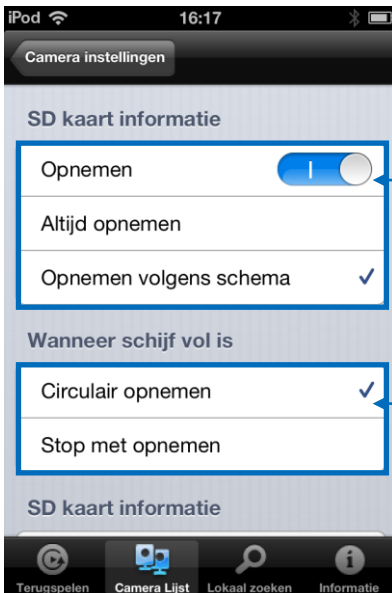 iPod 16:17
Camera instellingen
SD kaart informatie
Opnemen
Altijd opnemen
Opnemen volgens schema
Wanneer schijf vol is
Circulair opnemen
Stop met opnemen
SD kaart informatie
Terugspelen Camera Lijst Lokaal zoeken Informatie